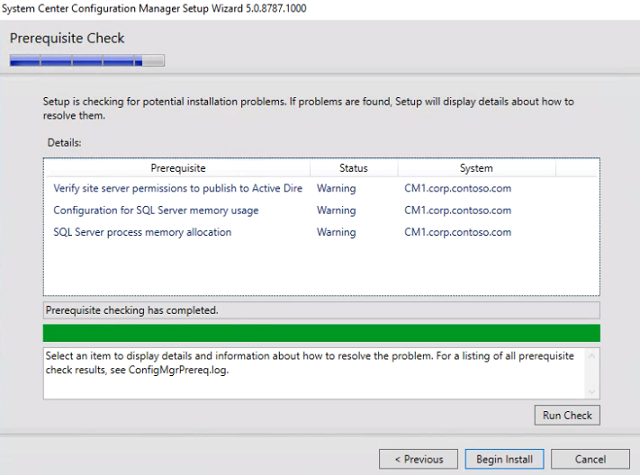 System Center Configuration Manager Setup Wizard 5.0.8787.1000
Prerequisite Check
Setup is checking for potential installation problems. If problems are found, Setup will display details about how to
resolve them.
Details:
Prerequisite Status System
Verify site server permissions to publish to Active Dire Warning CM1.corp.contoso.com
Configuration for SQL Server memory usage Warning CM1.corp.contoso.com
SQL Server process memory allocation Warning CM1.corp.contoso.com
Prerequisite checking has completed.
Select an item to display details and information about how to resolve the problem. For a listing of all prerequisite
check results, see ConfigMgrPrereq.log.
Run Check
< Previous Begin Install Cancel